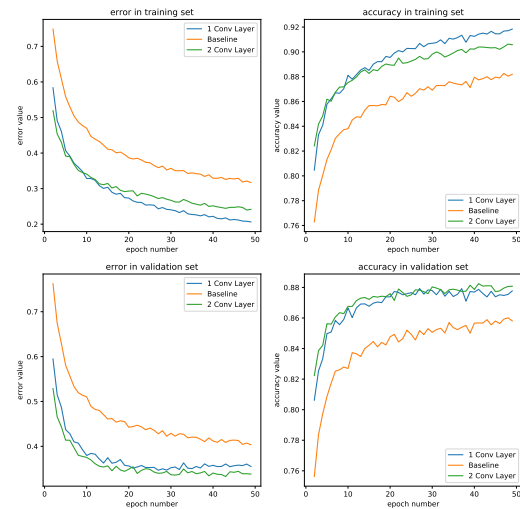 error in training set
1 Conv Layer
Baseline
2 Conv Layer
error value
0.7
0.6
0.5
0.4
0.3
0.2
0 10 20 30 40 50
epoch number
accuracy in training set
accuracy value
0.92
0.90
0.88
0.86
0.84
0.82
0.80
0.78
0.76
1 Conv Layer
Baseline
2 Conv Layer
0 10 20 30 40 50
epoch number
error in validation set
1 Conv Layer
Baseline
2 Conv Layer
error value
0.7
0.6
0.5
0.4
0 10 20 30 40 50
epoch number
accuracy in validation set
accuracy value
0.88
0.86
0.84
0.82
0.80
0.78
0.76
1 Conv Layer
Baseline
2 Conv Layer
0 10 20 30 40 50
epoch number